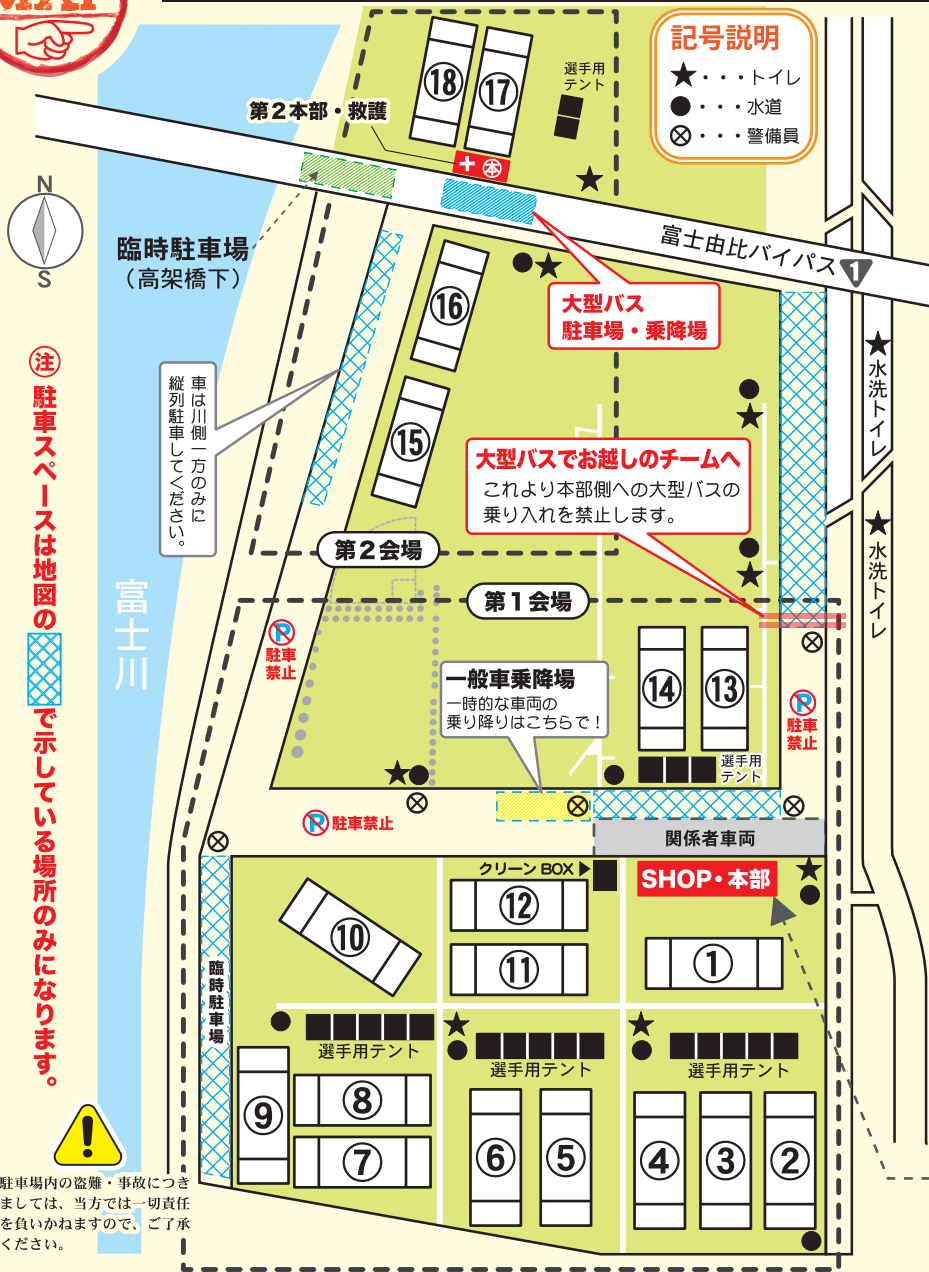 MAP
記号説明
★・・・トイレ
●・・・水道
⊗・・・警備員
⑱
⑰
選手用
テント
第2本部・救護
本
N
S
臨時駐車場
（高架橋下）
富士由比バイパス
1
大型バス
駐車場・乗降場
⑯
⑮
車は川側一方のみに
縦列駐車してください。
水洗トイレ
水洗トイレ
大型バスでお越しのチームへ
これより本部側への大型バスの
乗り入れを禁止します。
第2会場
第1会場
注 駐車スペースは地図の
で示している場所のみになります。
富士川
P
駐車
禁止
一般車乗降場
一時的な車両の
乗り降りはこちらで！
⑭
⑬
P
駐車
禁止
選手用
テント
P 駐車禁止
関係者車両
クリーン BOX▶
SHOP・本部
⑫
⑪
⑩
①
臨時駐車場
選手用テント
選手用テント
選手用テント
⑨
⑧
⑦
⑥
⑤
④
③
②
!
駐車場内の盗難・事故につき
ましては、当方では一切責任
を負いかねますので、ご了承
ください。